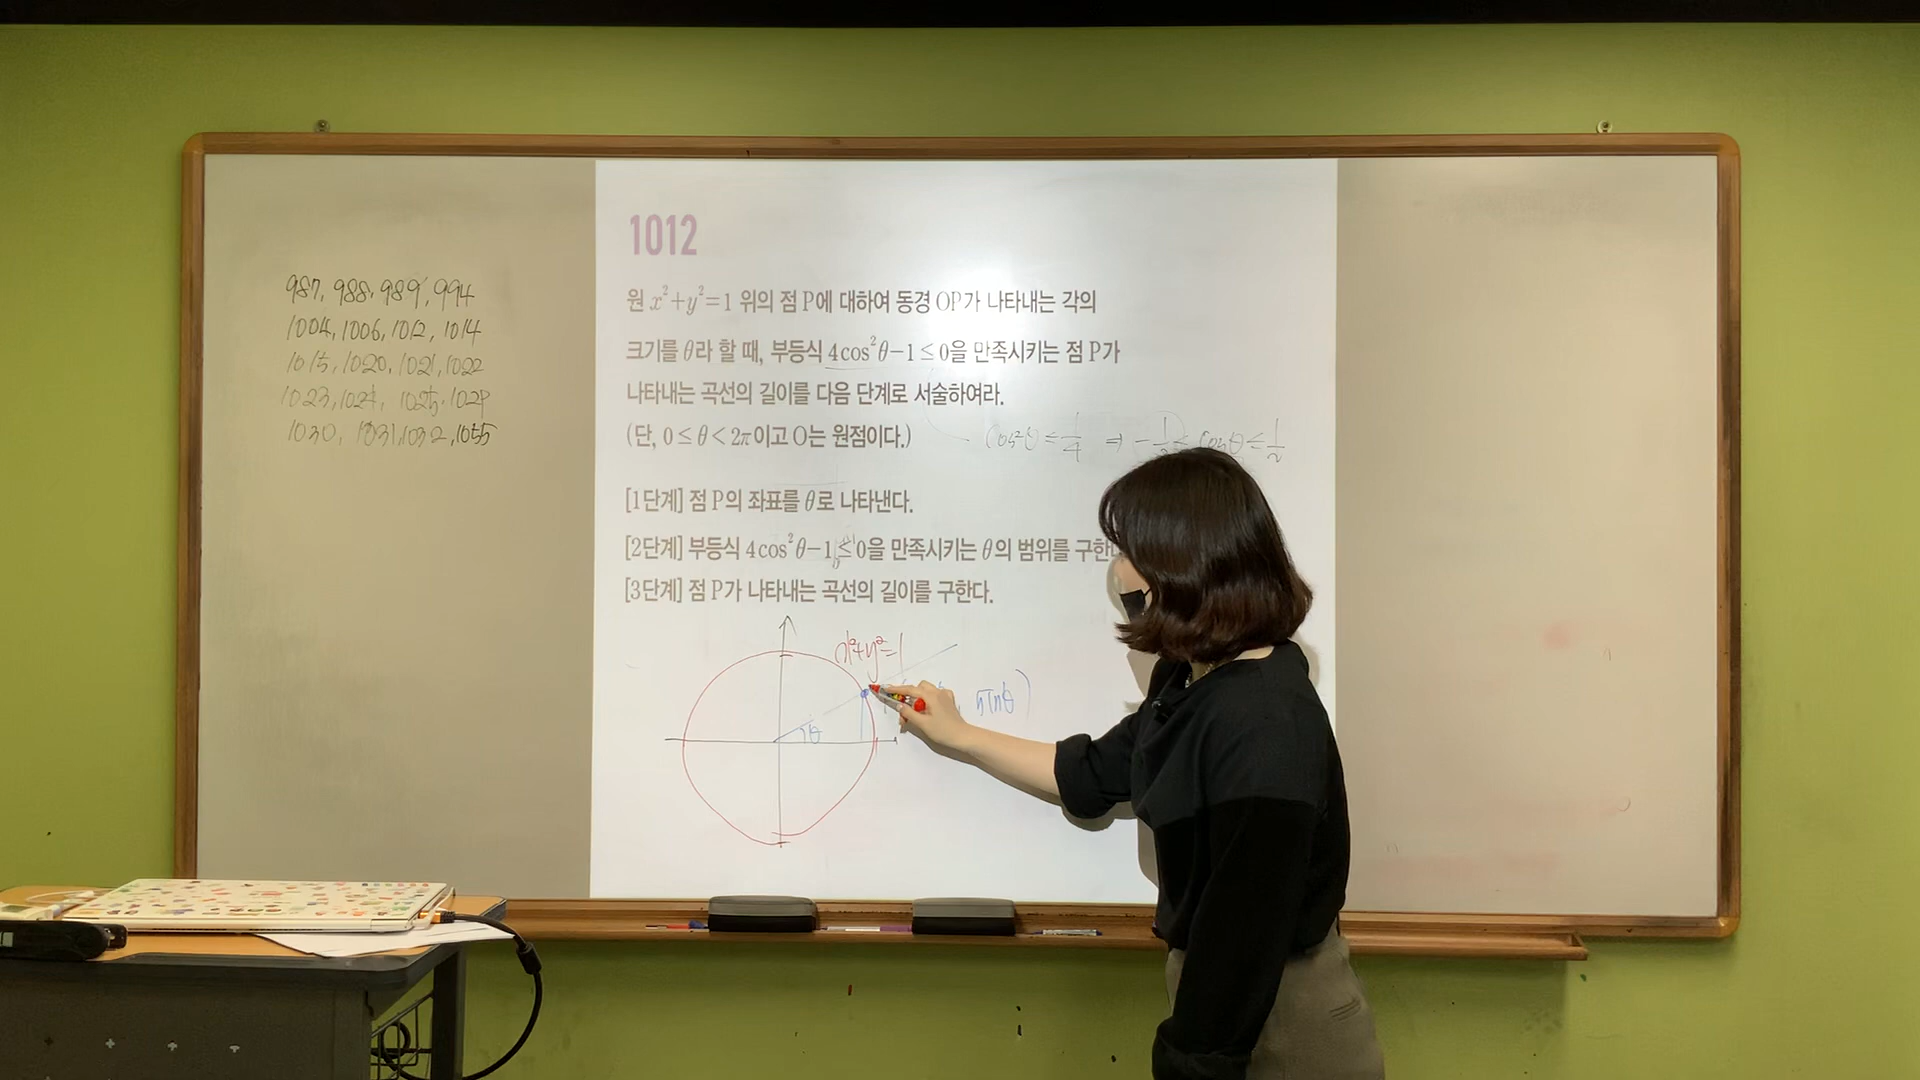 987, 988, 989, 994
1004, 1006, 1012, 1014
1015, 1020, 1021, 1022
1023, 1024, 1025, 1029
1030, 1031, 1032, 1055
1012
원 x²+y²=1 위의 점 P에 대하여 동경 OP가 나타내는 각의
크기를 θ라 할 때, 부등식 4cos²θ−1≤0을 만족시키는 점 P가
나타내는 곡선의 길이를 다음 단계로 서술하여라.
(단, 0≤θ<2π이고 O는 원점이다.)
cos²θ≤1/4 ⇒ −1/2≤cosθ≤1/2
[1단계] 점 P의 좌표를 θ로 나타낸다.
[2단계] 부등식 4cos²θ−1≤0을 만족시키는 θ의 범위를
[3단계] 점 P가 나타내는 곡선의 길이를 구한다.
x²+y²=1
, sinθ)
θ